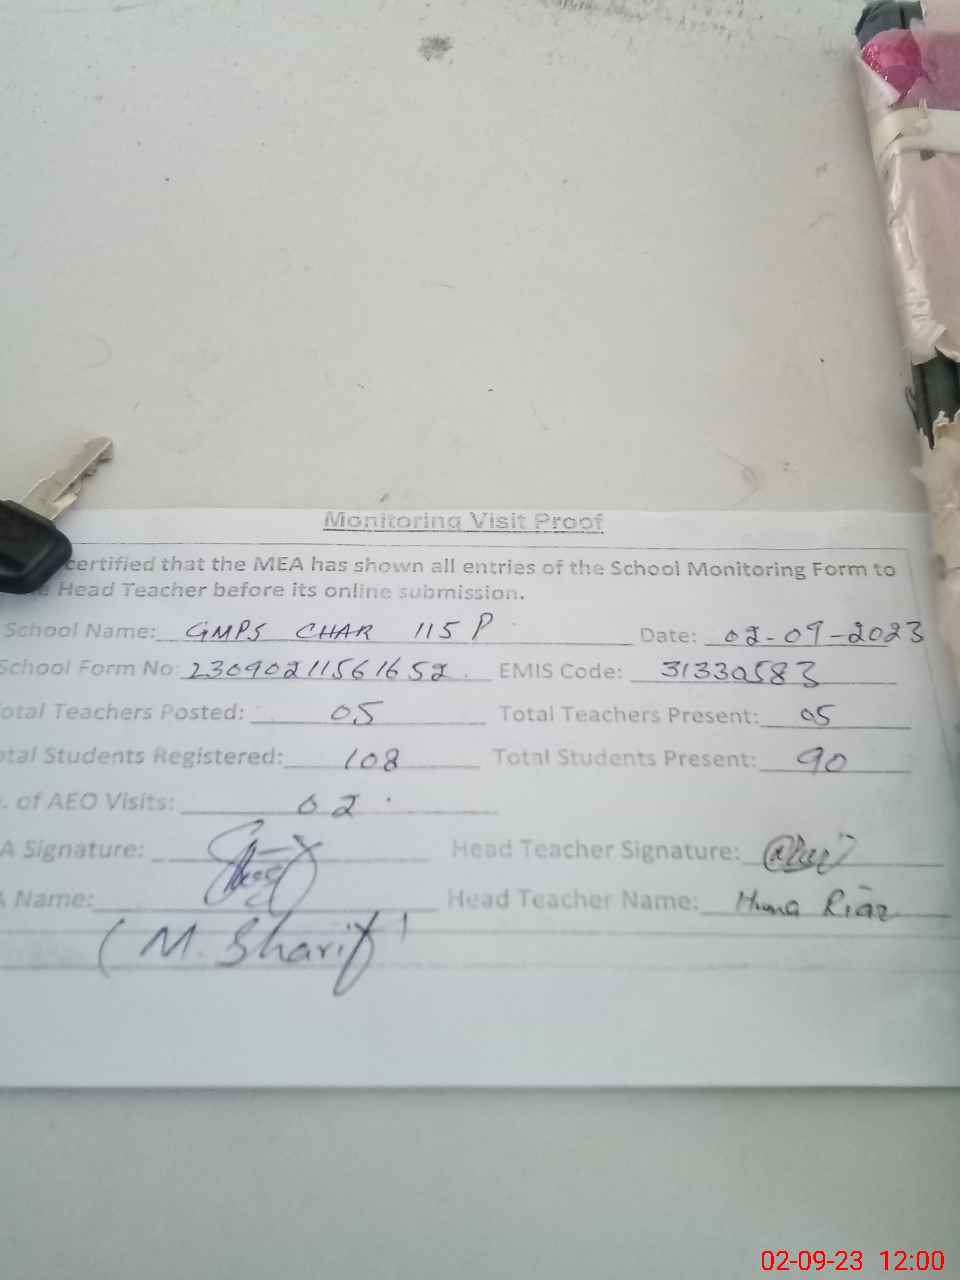 Monitoring Visit Proof
certified that the MEA has shown all entries of the School Monitoring Form to
Head Teacher before its online submission.
School Name: GMPS CHAR 115 P Date: 02-09-2023
School Form No: 23090211561652. EMIS Code: 31330583
otal Teachers Posted: 05 Total Teachers Present: 05
otal Students Registered: 108 Total Students Present: 90
. of AEO Visits: 02
A Signature: Head Teacher Signature:
Name: Head Teacher Name: Huma Riaz
(M. Sharif)
02-09-23 12:00